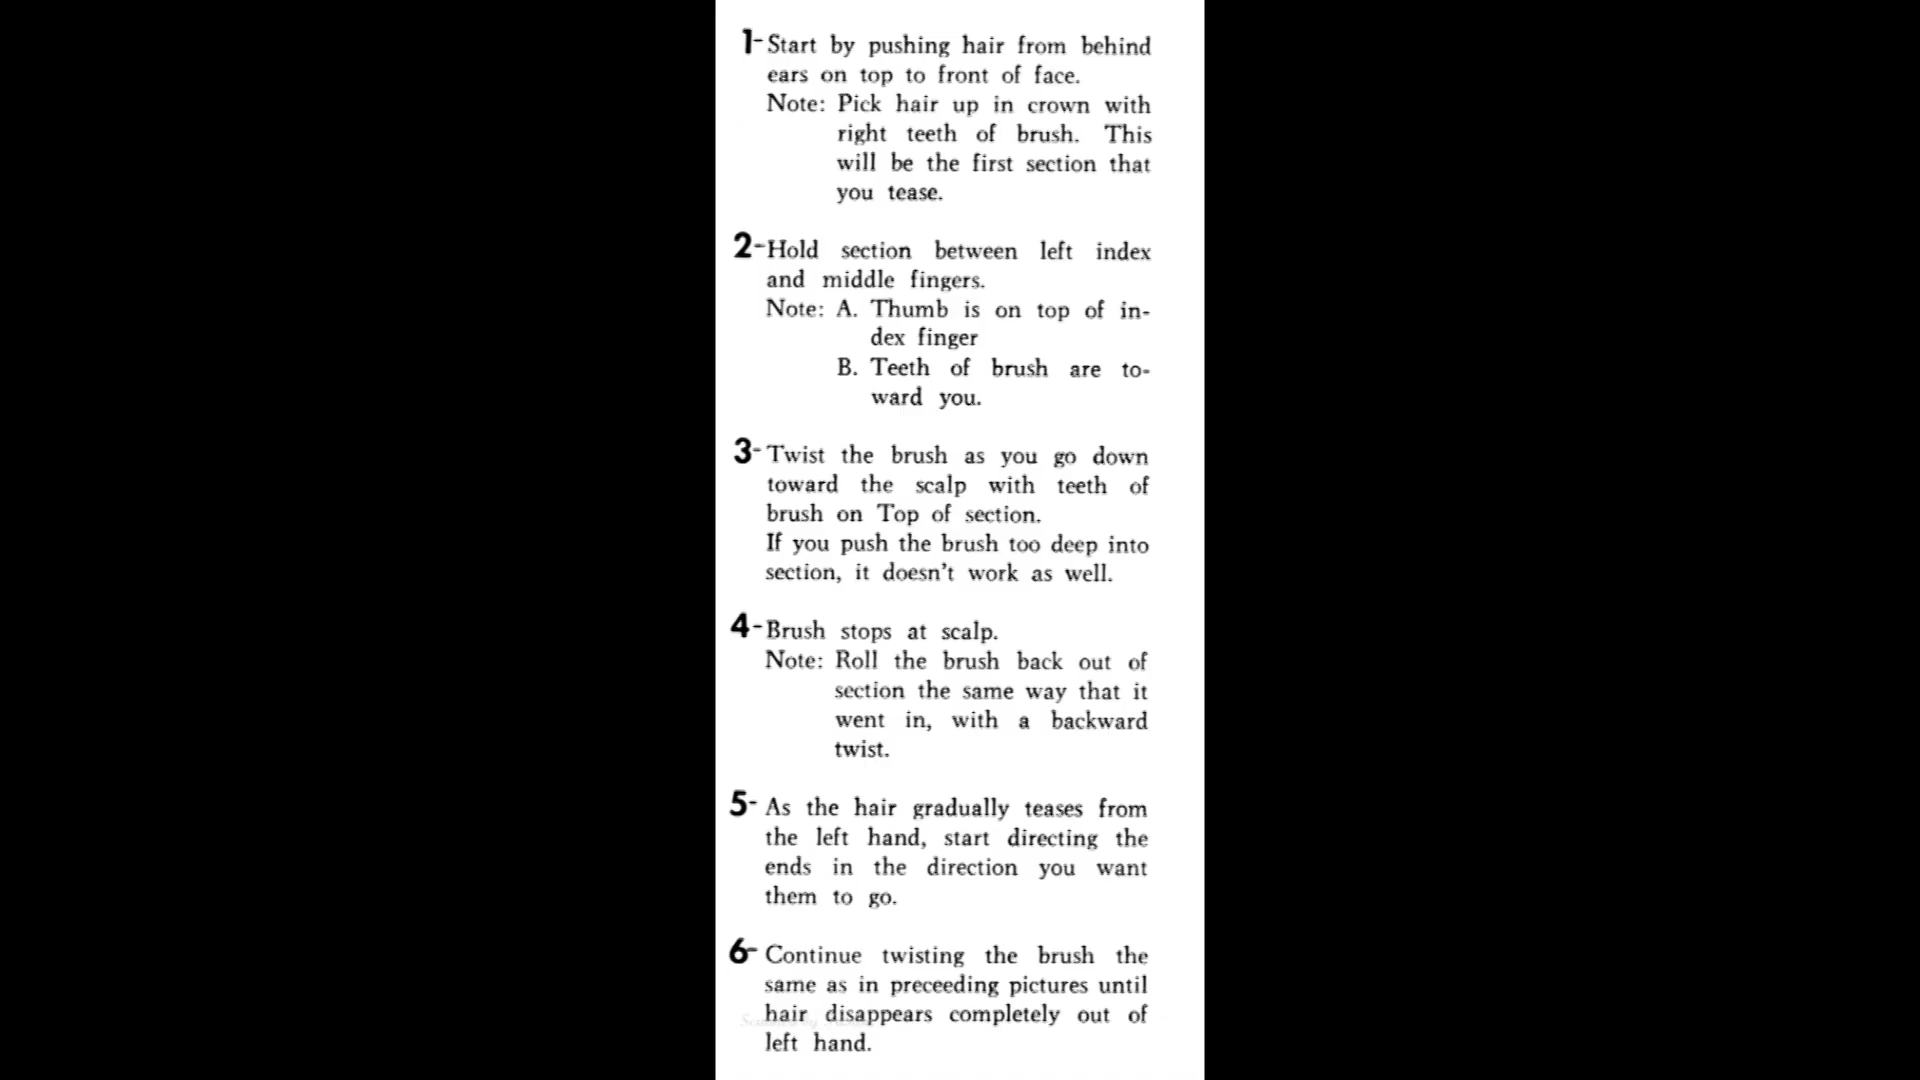 1-Start by pushing hair from behind
ears on top to front of face.
Note: Pick hair up in crown with
right teeth of brush. This
will be the first section that
you tease.
2-Hold section between left index
and middle fingers.
Note: A. Thumb is on top of in-
dex finger
B. Teeth of brush are to-
ward you.
3-Twist the brush as you go down
toward the scalp with teeth of
brush on Top of section.
If you push the brush too deep into
section, it doesn't work as well.
4-Brush stops at scalp.
Note: Roll the brush back out of
section the same way that it
went in, with a backward
twist.
5-As the hair gradually teases from
the left hand, start directing the
ends in the direction you want
them to go.
6-Continue twisting the brush the
same as in preceeding pictures until
hair disappears completely out of
left hand.